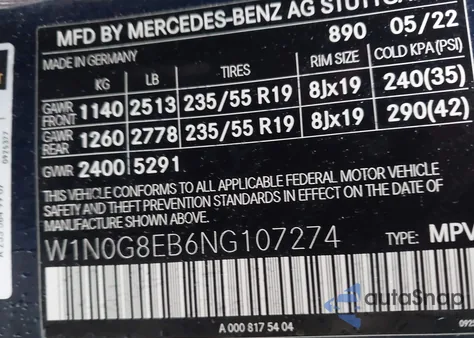 MFD BY MERCEDES-BENZ AG STUTTGA
MADE IN GERMANY 890 05/22
KG LB TIRES RIM SIZE COLD KPA(PSI)
GAWR FRONT 1140 2513 235/55 R19 8Jx19 240(35)
GAWR REAR 1260 2778 235/55 R19 8Jx19 290(42)
GVWR 2400 5291
THIS VEHICLE CONFORMS TO ALL APPLICABLE FEDERAL MOTOR VEHICLE
SAFETY AND THEFT PREVENTION STANDARDS IN EFFECT ON THE DATE OF
MANUFACTURE SHOWN ABOVE.
W1N0G8EB6NG107274 TYPE: MPV
autoShop
A 000 817 54 04